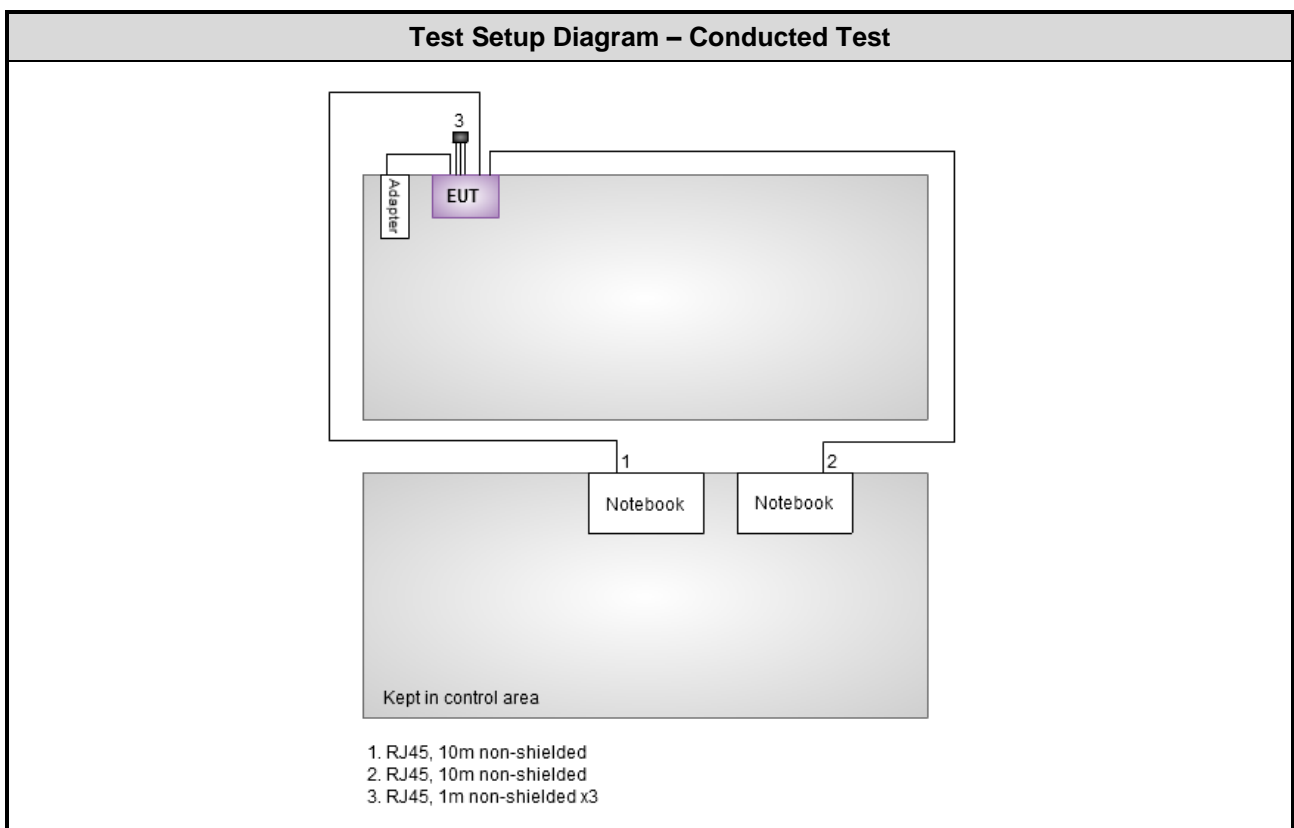 Test Setup Diagram – Conducted Test
3
Adapter
EUT
1
2
Notebook
Notebook
Kept in control area
1. RJ45, 10m non-shielded
2. RJ45, 10m non-shielded
3. RJ45, 1m non-shielded x3